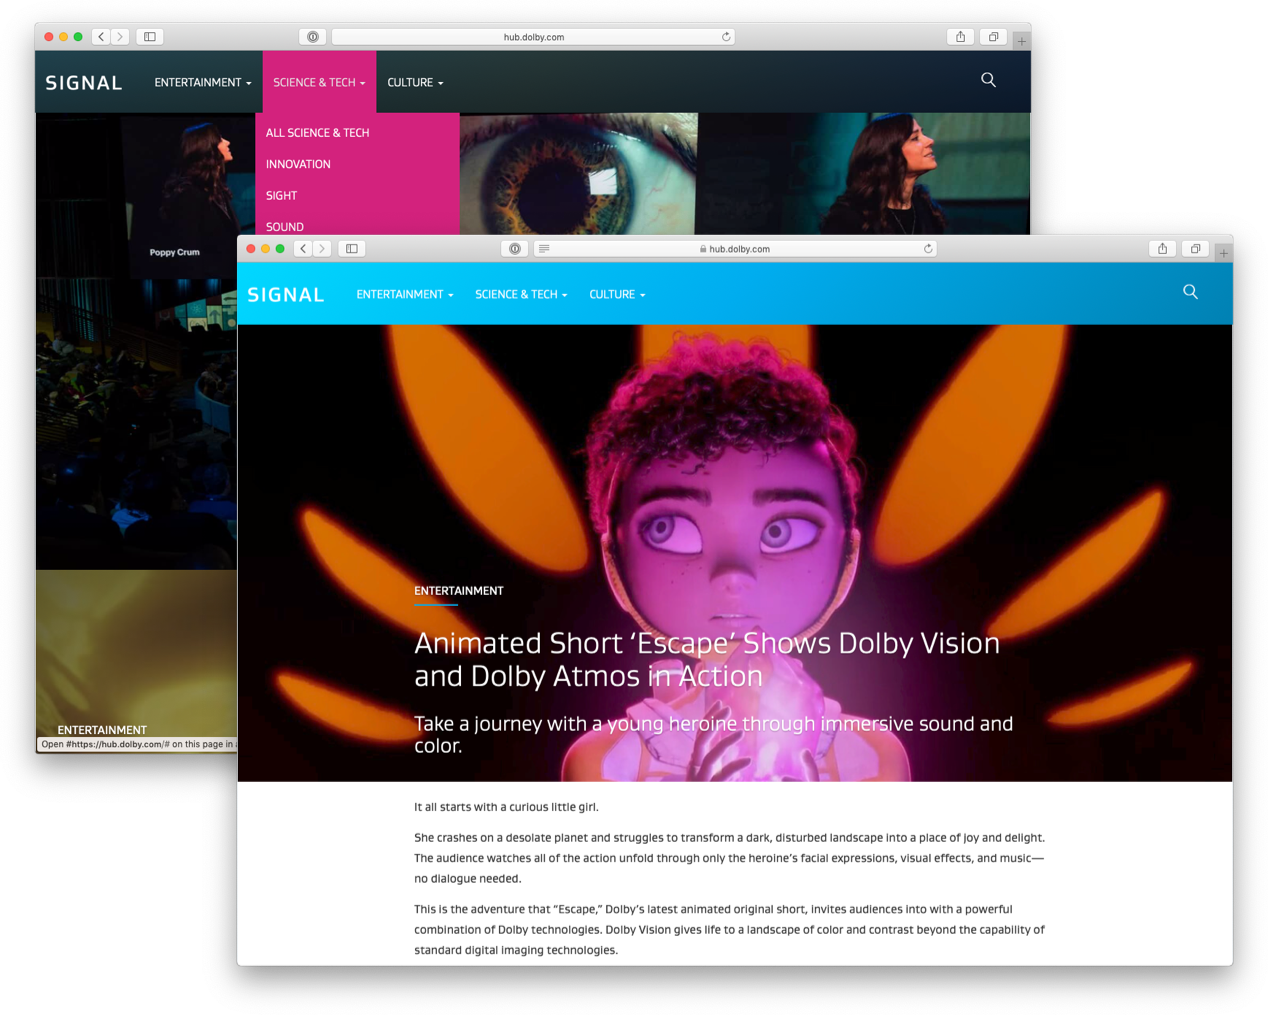 hub.dolby.com
SIGNAL
ENTERTAINMENT
SCIENCE & TECH
CULTURE
ALL SCIENCE & TECH
INNOVATION
SIGHT
SOUND
Poppy Crum
ENTERTAINMENT
Open #https://hub.dolby.com/# on this page in a
hub.dolby.com
SIGNAL
ENTERTAINMENT
SCIENCE & TECH
CULTURE
ENTERTAINMENT
Animated Short ‘Escape’ Shows Dolby Vision
and Dolby Atmos in Action
Take a journey with a young heroine through immersive sound and
color.
It all starts with a curious little girl.
She crashes on a desolate planet and struggles to transform a dark, disturbed landscape into a place of joy and delight.
The audience watches all of the action unfold through only the heroine’s facial expressions, visual effects, and music—
no dialogue needed.
This is the adventure that “Escape,” Dolby’s latest animated original short, invites audiences into with a powerful
combination of Dolby technologies. Dolby Vision gives life to a landscape of color and contrast beyond the capability of
standard digital imaging technologies.